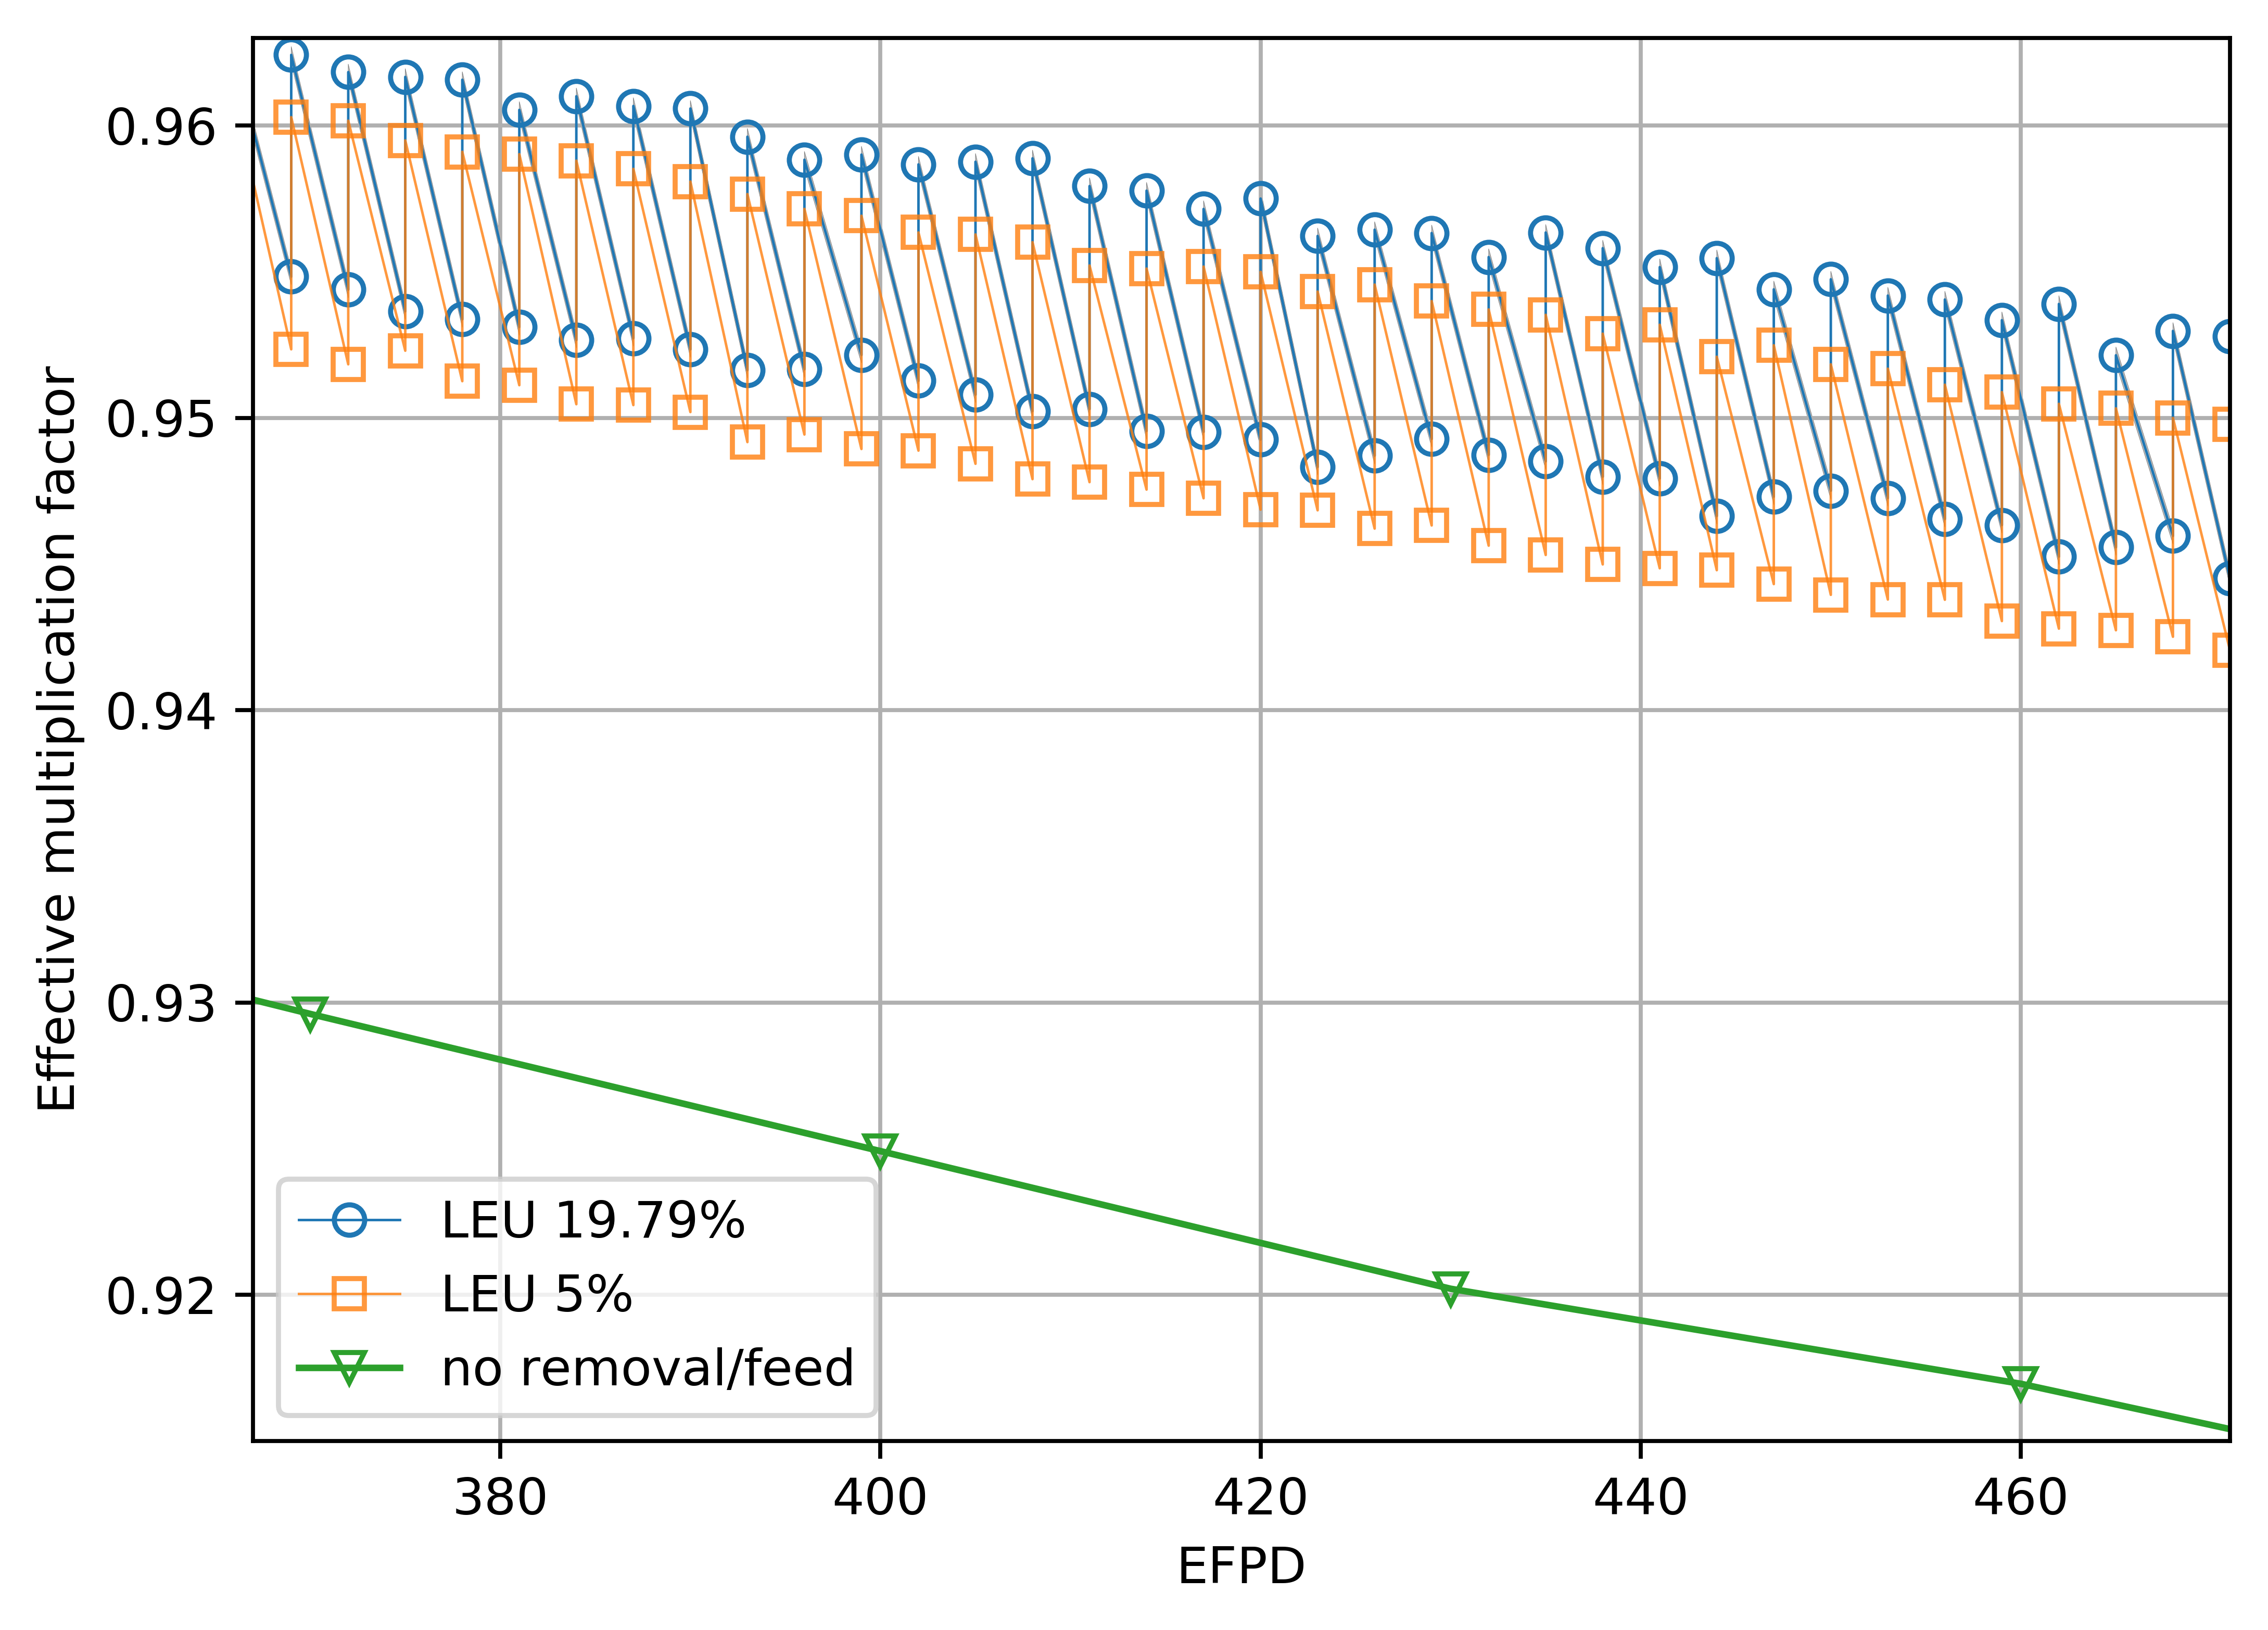 Effective multiplication factor
0.96
0.95
0.94
0.93
0.92
LEU 19.79%
LEU 5%
no removal/feed
380 400 420 440 460
EFPD